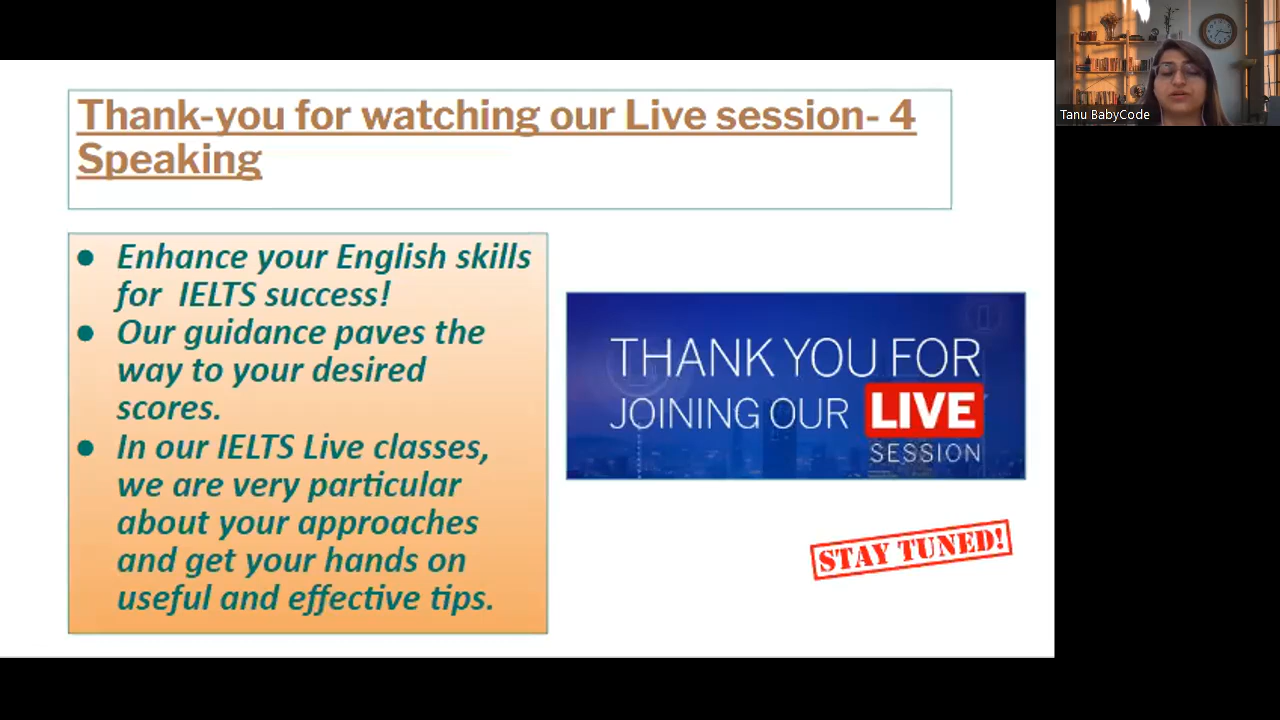 Thank-you for watching our Live session- 4
Speaking
● Enhance your English skills
for IELTS success!
● Our guidance paves the
way to your desired
scores.
● In our IELTS Live classes,
we are very particular
about your approaches
and get your hands on
useful and effective tips.
THANK YOU FOR
JOINING OUR LIVE
SESSION
STAY TUNED!
Tanu BabyCode